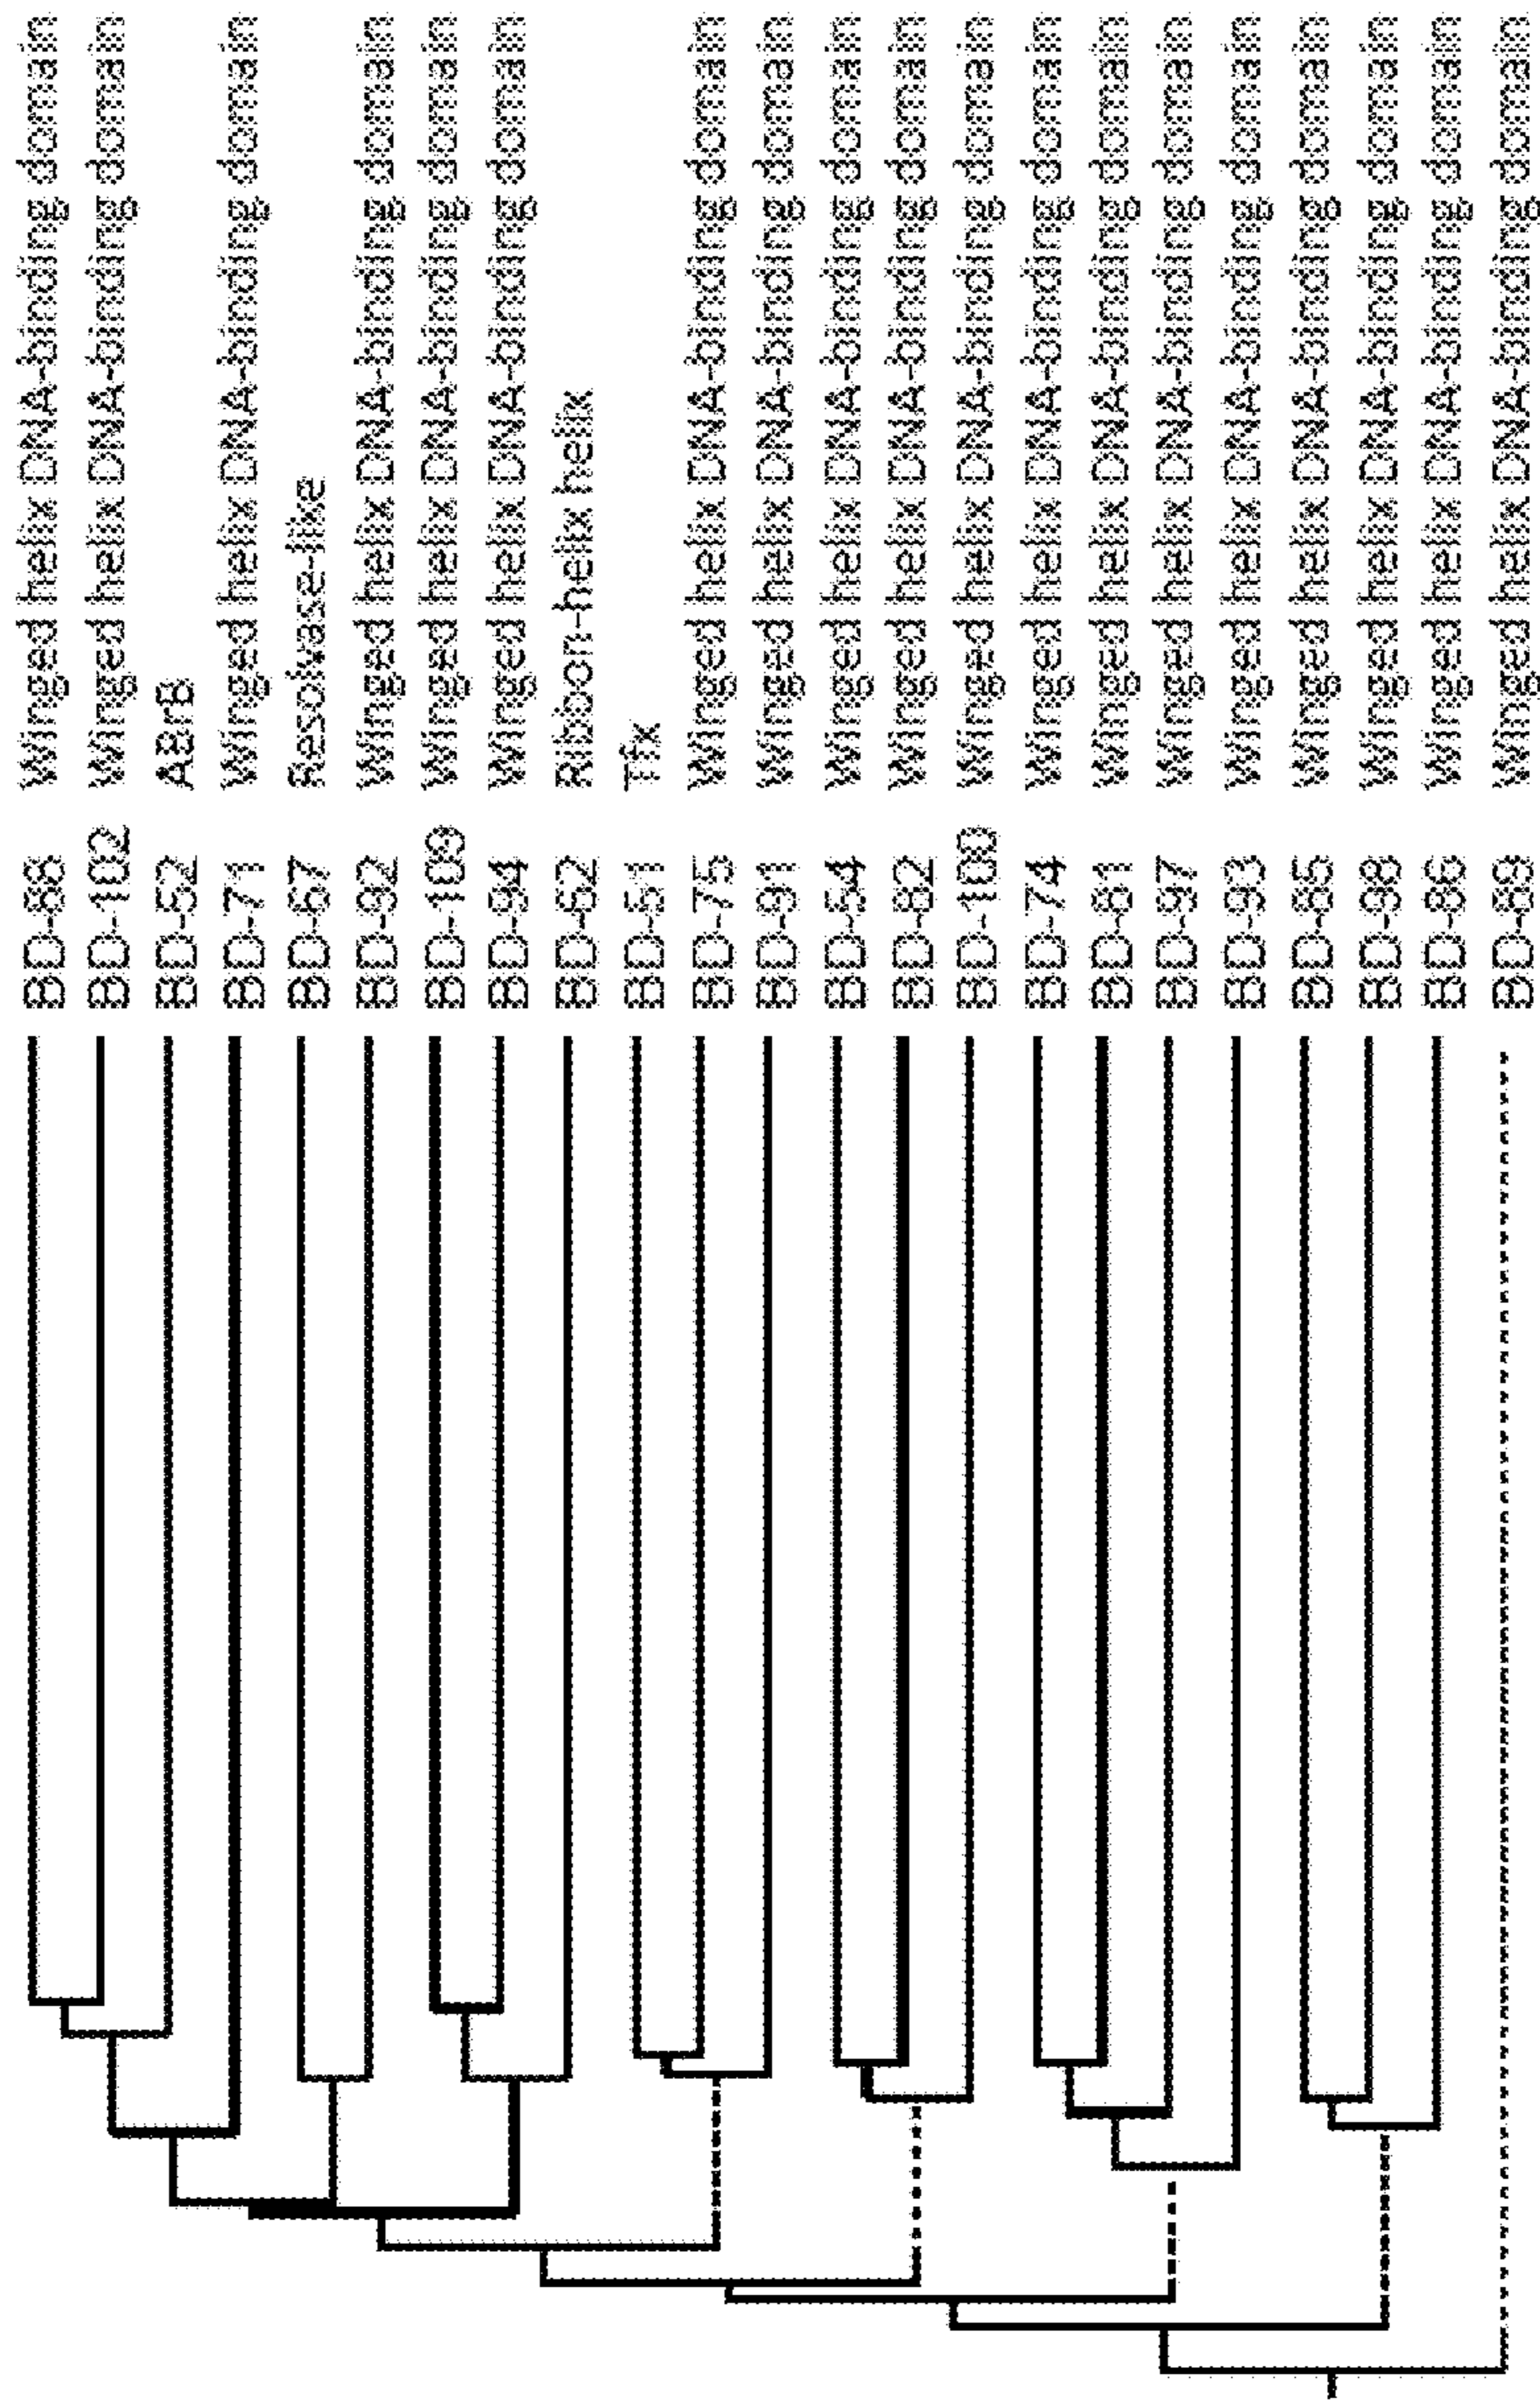 BD-88 Winged helix DNA-binding domain
BD-102 Winged helix DNA-binding domain
BD-52 ABrB
BD-71 Winged helix DNA-binding domain
BD-67 Resolvase-like
BD-92 Winged helix DNA-binding domain
BD-109 Winged helix DNA-binding domain
BD-94 Winged helix DNA-binding domain
BD-62 Ribbon-helix helix
BD-51 Tfx
BD-75 Winged helix DNA-binding domain
BD-91 Winged helix DNA-binding domain
BD-54 Winged helix DNA-binding domain
BD-82 Winged helix DNA-binding domain
BD-100 Winged helix DNA-binding domain
BD-74 Winged helix DNA-binding domain
BD-81 Winged helix DNA-binding domain
BD-97 Winged helix DNA-binding domain
BD-93 Winged helix DNA-binding domain
BD-85 Winged helix DNA-binding domain
BD-98 Winged helix DNA-binding domain
BD-86 Winged helix DNA-binding domain
BD-89 Winged helix DNA-binding domain